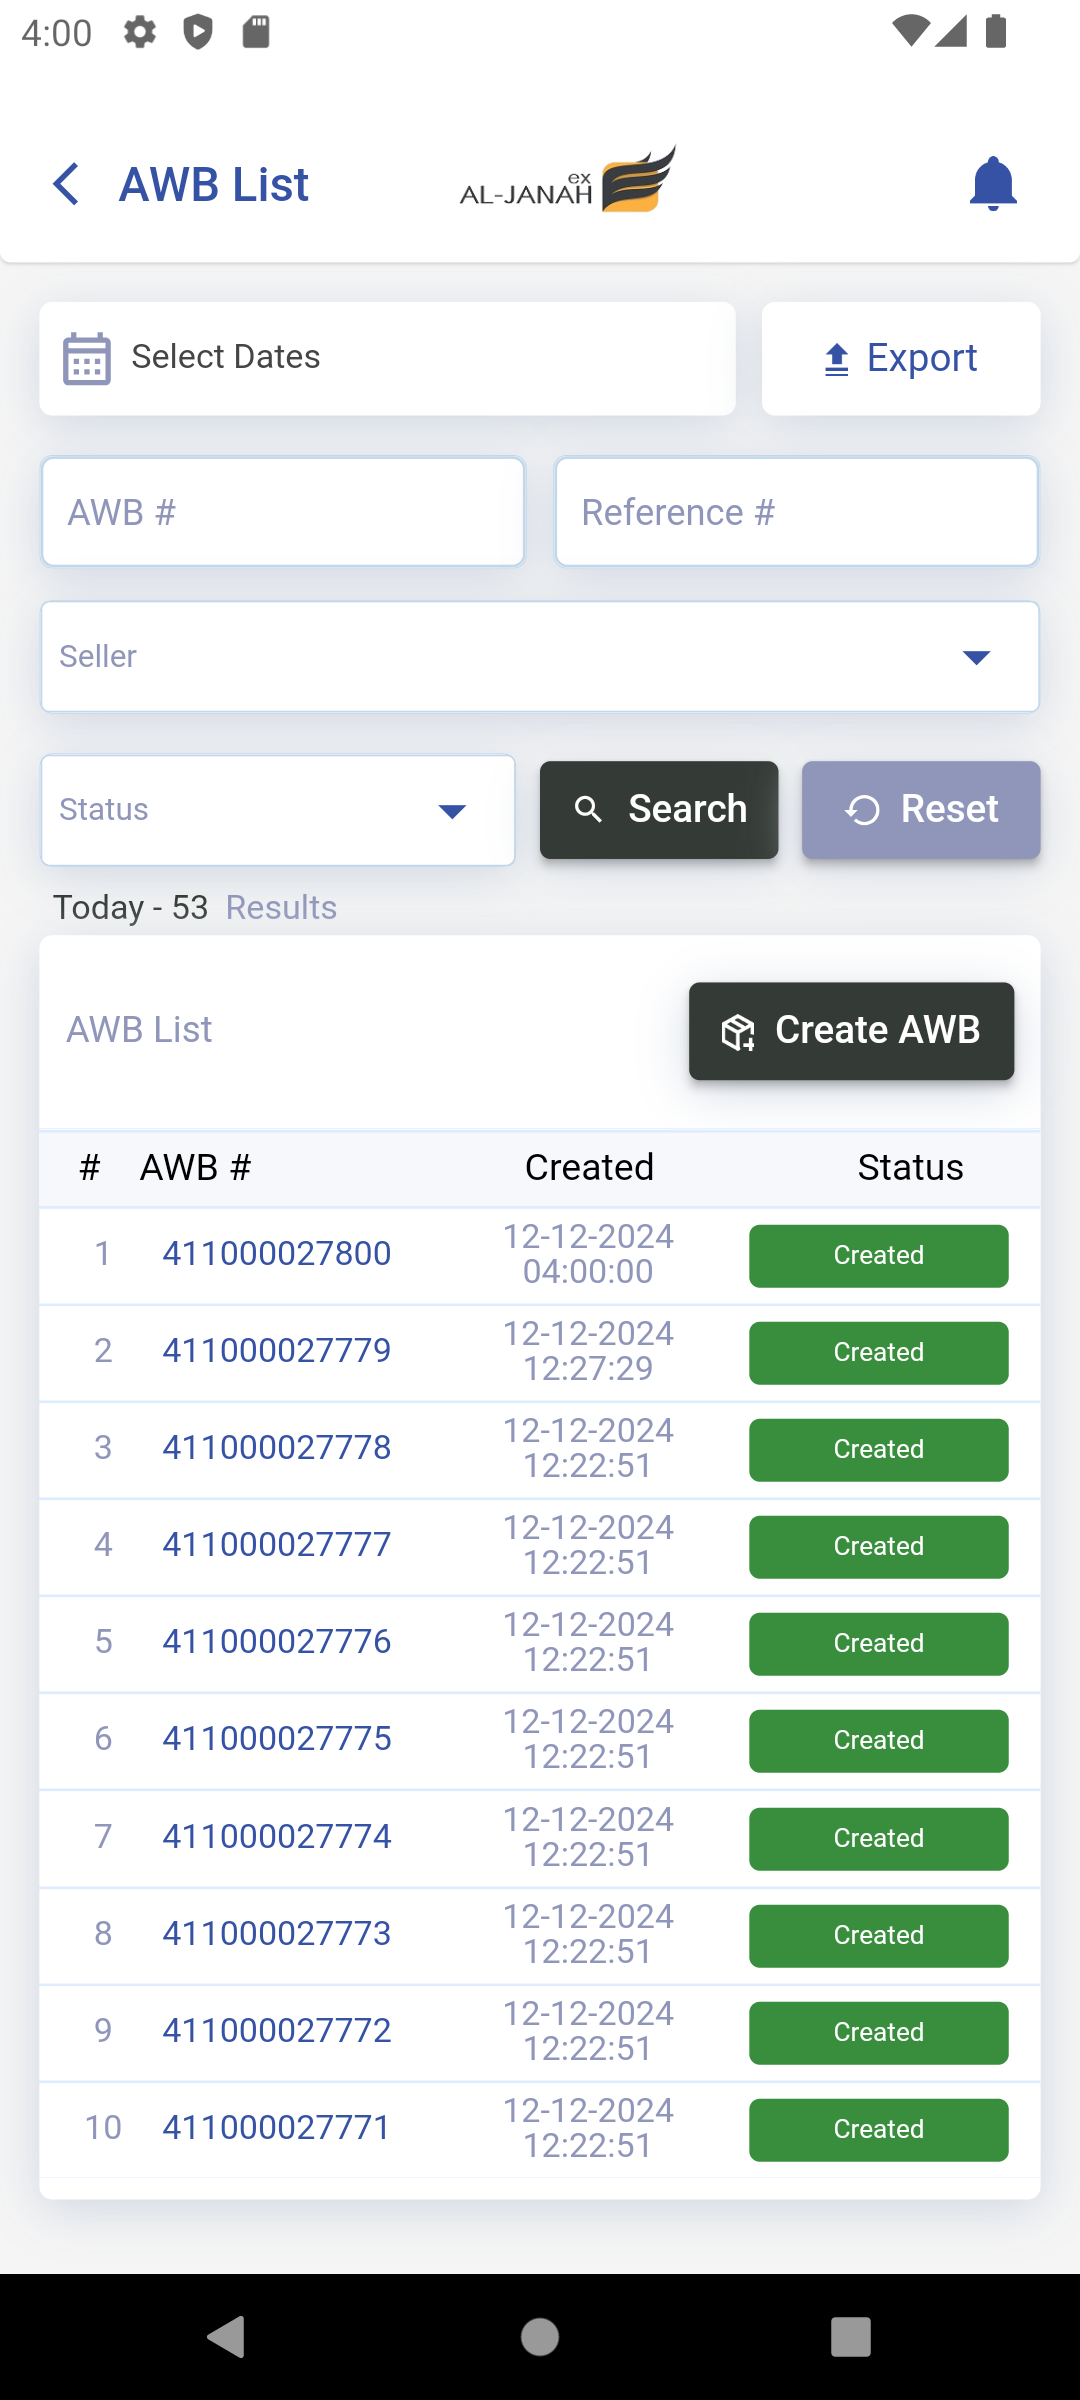 4:00
AWB List
AL-JANAH ex
Select Dates
Export
AWB #
Reference #
Seller
Status
Search
Reset
Today - 53 Results
AWB List
Create AWB
# AWB # Created Status
1 411000027800 12-12-2024 04:00:00 Created
2 411000027779 12-12-2024 12:27:29 Created
3 411000027778 12-12-2024 12:22:51 Created
4 411000027777 12-12-2024 12:22:51 Created
5 411000027776 12-12-2024 12:22:51 Created
6 411000027775 12-12-2024 12:22:51 Created
7 411000027774 12-12-2024 12:22:51 Created
8 411000027773 12-12-2024 12:22:51 Created
9 411000027772 12-12-2024 12:22:51 Created
10 411000027771 12-12-2024 12:22:51 Created